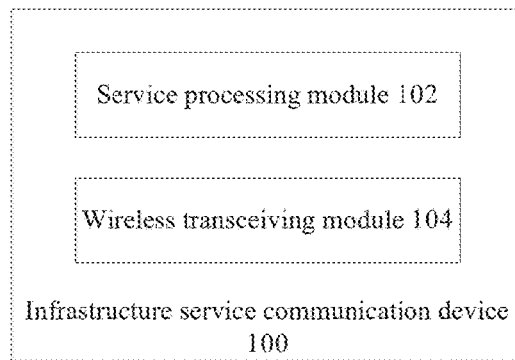 Service processing module 102
Wireless transceiving module 104
Infrastructure service communication device
100